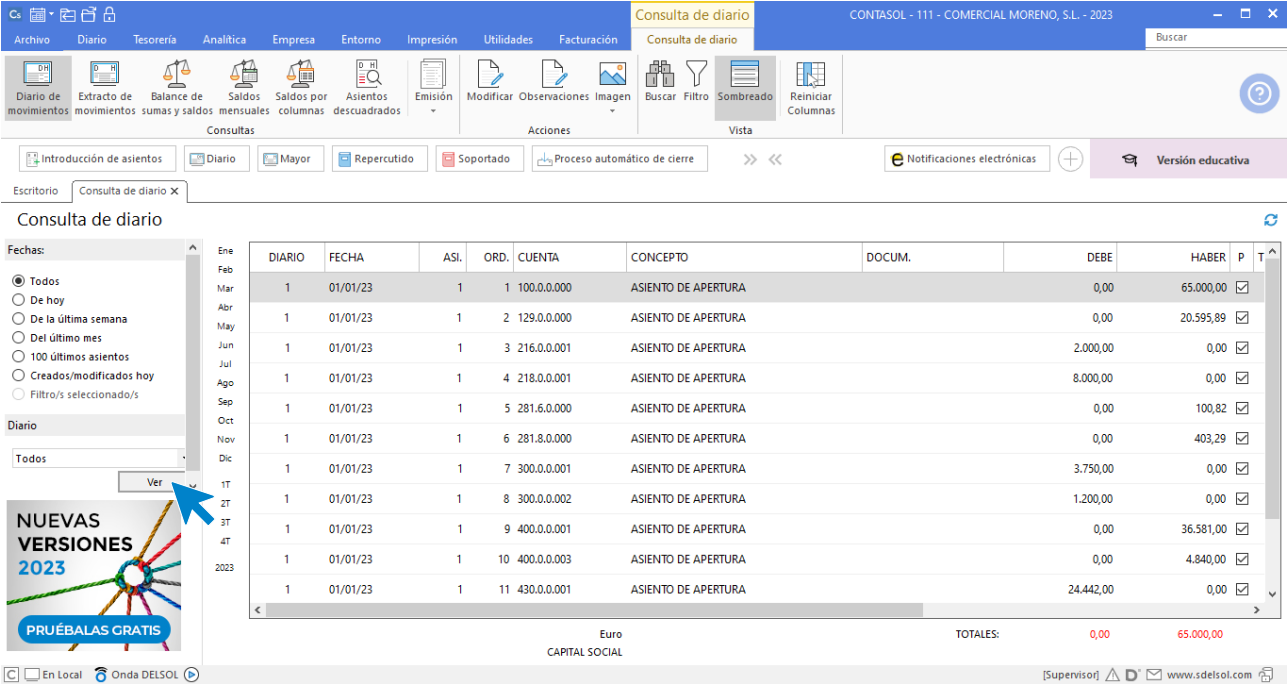 Cs Consulta de diario CONTASOL - 111 - COMERCIAL MORENO, S.L. - 2023
Archivo Diario Tesorería Analítica Empresa Entorno Impresión Utilidades Facturación Consulta de diario Buscar
Diario de movimientos Extracto de movimientos Balance de sumas y saldos Saldos mensuales Saldos por columnas Asientos descuadrados Emisión Modificar Observaciones Imagen Buscar Filtro Sombreado Reiniciar Columnas
Consultas Acciones Vista
Introducción de asientos Diario Mayor Repercutido Soportado Proceso automático de cierre Notificaciones electrónicas Versión educativa
Escritorio Consulta de diario
Consulta de diario
Fechas:
Todos
De hoy
De la última semana
Del último mes
100 últimos asientos
Creados/modificados hoy
Filtro/s seleccionado/s
Diario
Todos
Ver
NUEVAS
VERSIONES
2023
PRUÉBALAS GRATIS
Ene
Feb
Mar
Abr
May
Jun
Jul
Ago
Sep
Oct
Nov
Dic
1T
2T
3T
4T
2023
DIARIO FECHA ASI. ORD. CUENTA CONCEPTO DOCUM. DEBE HABER P T
1 01/01/23 1 1 100.0.0.000 ASIENTO DE APERTURA 0,00 65.000,00
1 01/01/23 1 2 129.0.0.000 ASIENTO DE APERTURA 0,00 20.595,89
1 01/01/23 1 3 216.0.0.001 ASIENTO DE APERTURA 2.000,00 0,00
1 01/01/23 1 4 218.0.0.001 ASIENTO DE APERTURA 8.000,00 0,00
1 01/01/23 1 5 281.6.0.000 ASIENTO DE APERTURA 0,00 100,82
1 01/01/23 1 6 281.8.0.000 ASIENTO DE APERTURA 0,00 403,29
1 01/01/23 1 7 300.0.0.001 ASIENTO DE APERTURA 3.750,00 0,00
1 01/01/23 1 8 300.0.0.002 ASIENTO DE APERTURA 1.200,00 0,00
1 01/01/23 1 9 400.0.0.001 ASIENTO DE APERTURA 0,00 36.581,00
1 01/01/23 1 10 400.0.0.003 ASIENTO DE APERTURA 0,00 4.840,00
1 01/01/23 1 11 430.0.0.001 ASIENTO DE APERTURA 24.442,00 0,00
Euro TOTALES: 0,00 65.000,00
CAPITAL SOCIAL
C En Local Onda DELSOL [Supervisor] D www.sdelsol.com